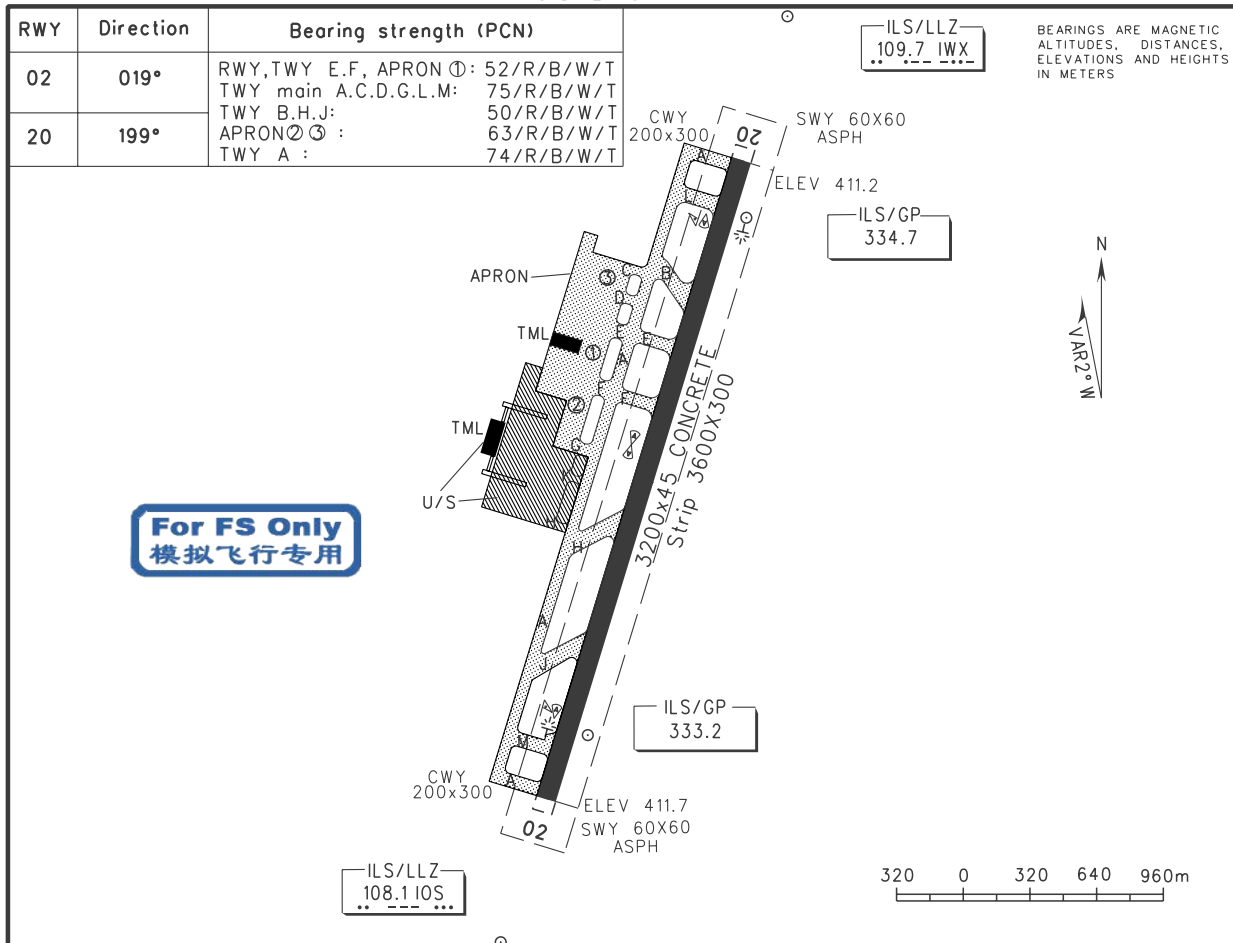 RWY Direction Bearing strength (PCN)
02 019°
20 199°
RWY,TWY E.F, APRON ①: 52/R/B/W/T
TWY main A.C.D.G.L.M: 75/R/B/W/T
TWY B.H.J: 50/R/B/W/T
APRON②③ : 63/R/B/W/T
TWY A : 74/R/B/W/T
ILS/LLZ
109.7 IWX
.. .-- -..-
BEARINGS ARE MAGNETIC
ALTITUDES, DISTANCES,
ELEVATIONS AND HEIGHTS
IN METERS
CWY
200x300
20
SWY 60X60
ASPH
ELEV 411.2
ILS/GP
334.7
N
VAR2° W
APRON
TML
TML
U/S
A
L
B
③
C
D
E
E
①
A
F
E
②
G
K
H
A
J
M
A
3200x45 CONCRETE
Strip 3600X300
For FS Only
模拟飞行专用
ILS/GP
333.2
CWY
200x300
ELEV 411.7
02
SWY 60X60
ASPH
ILS/LLZ
108.1 IOS
.. --- ...
320 0 320 640 960m